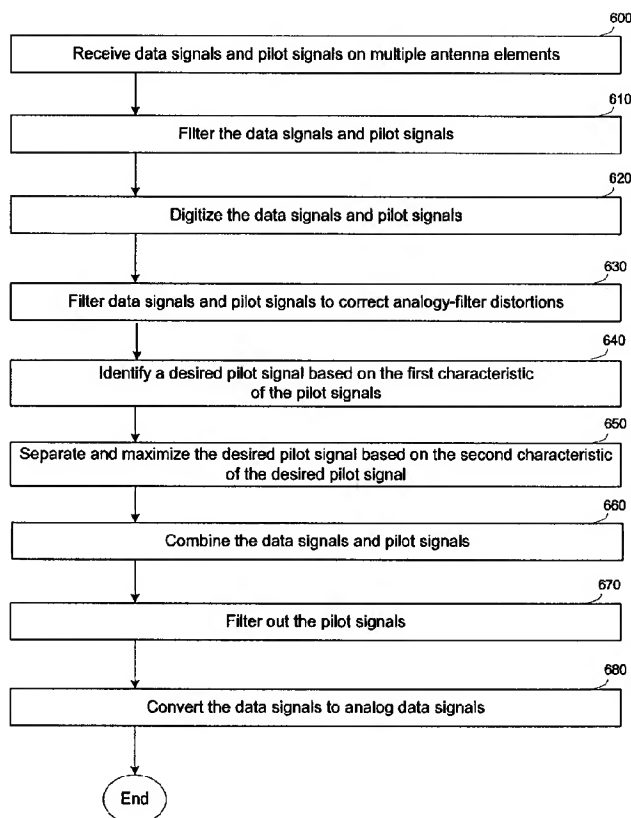 600
Receive data signals and pilot signals on multiple antenna elements
610
Filter the data signals and pilot signals
620
Digitize the data signals and pilot signals
630
Filter data signals and pilot signals to correct analogy-filter distortions
640
Identify a desired pilot signal based on the first characteristic
of the pilot signals
650
Separate and maximize the desired pilot signal based on the second characteristic
of the desired pilot signal
660
Combine the data signals and pilot signals
670
Filter out the pilot signals
680
Convert the data signals to analog data signals
End